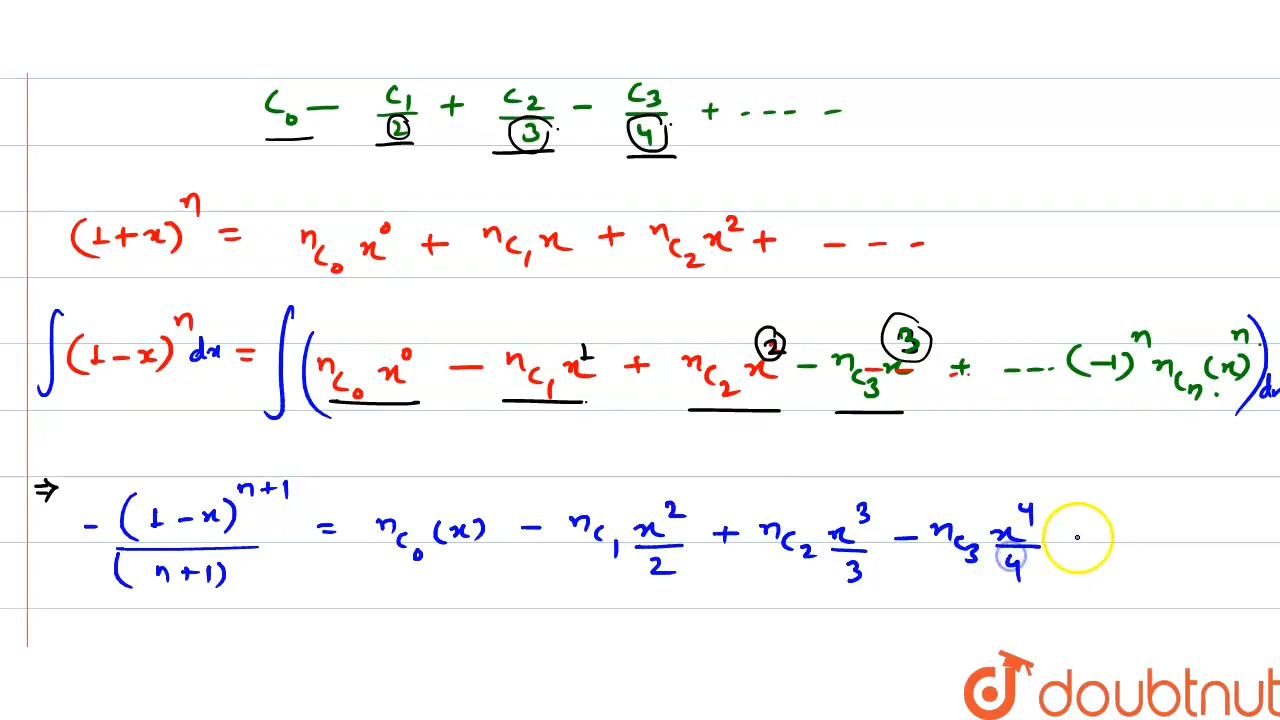 C₀ − C₁/2 + C₂/3 − C₃/4 + ---- -
(1+x)ⁿ = ⁿC₀ x⁰ + ⁿC₁ x + ⁿC₂ x² + - - - -
∫(1−x)ⁿ dx = ∫(ⁿC₀ x⁰ − ⁿC₁ x¹ + ⁿC₂ x² − ⁿC₃ x³ + ---- (−1)ⁿ ⁿCₙ (x)ⁿ) dx
⇒ −(1−x)ⁿ⁺¹/(n+1) = ⁿC₀ (x) − ⁿC₁ x²/2 + ⁿC₂ x³/3 − ⁿC₃ x⁴/4
doubtnut